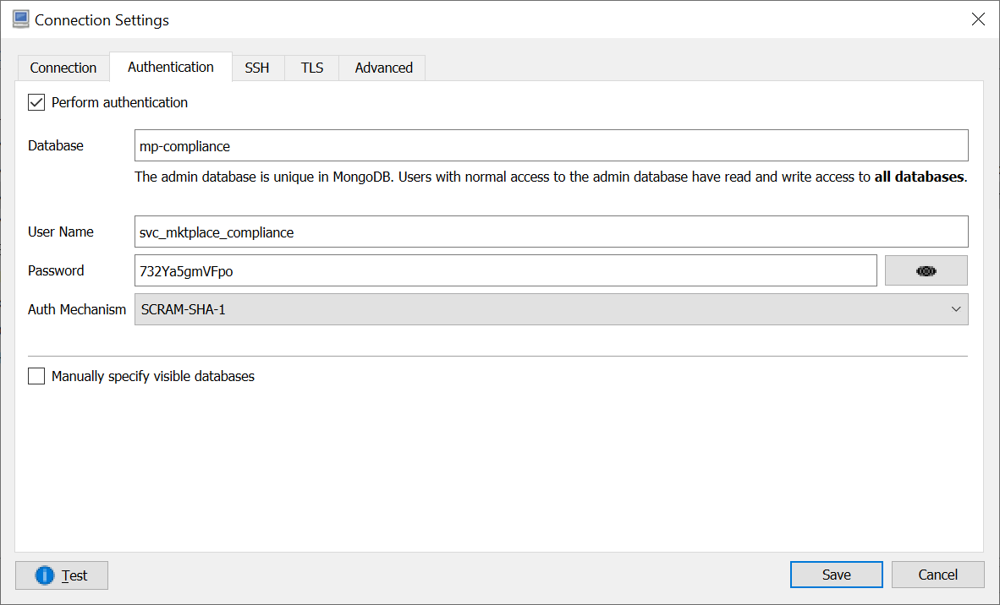 Connection Settings
Connection Authentication SSH TLS Advanced
Perform authentication
Database mp-compliance
The admin database is unique in MongoDB. Users with normal access to the admin database have read and write access to all databases.
User Name svc_mktplace_compliance
Password 732Ya5gmVFpo
Auth Mechanism SCRAM-SHA-1
Manually specify visible databases
Test Save Cancel